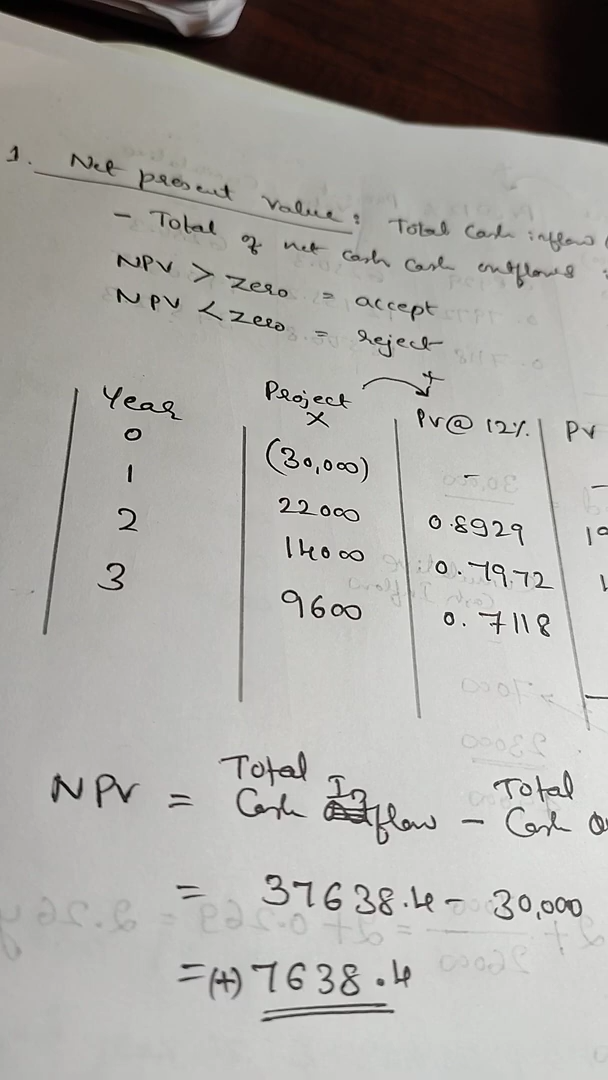 1. Net present value: Total cash inflow
- Total of net cash cash outflows
NPV > zero = accept
NPV < zero = reject
Year Project X PV@ 12% PV
0 (30,000) -
1 22000 0.8929
2 14000 0.7972
3 9600 0.7118
NPV = Total Cash Inflow - Total Cash
= 37638.4 - 30,000
= (+) 7638.4